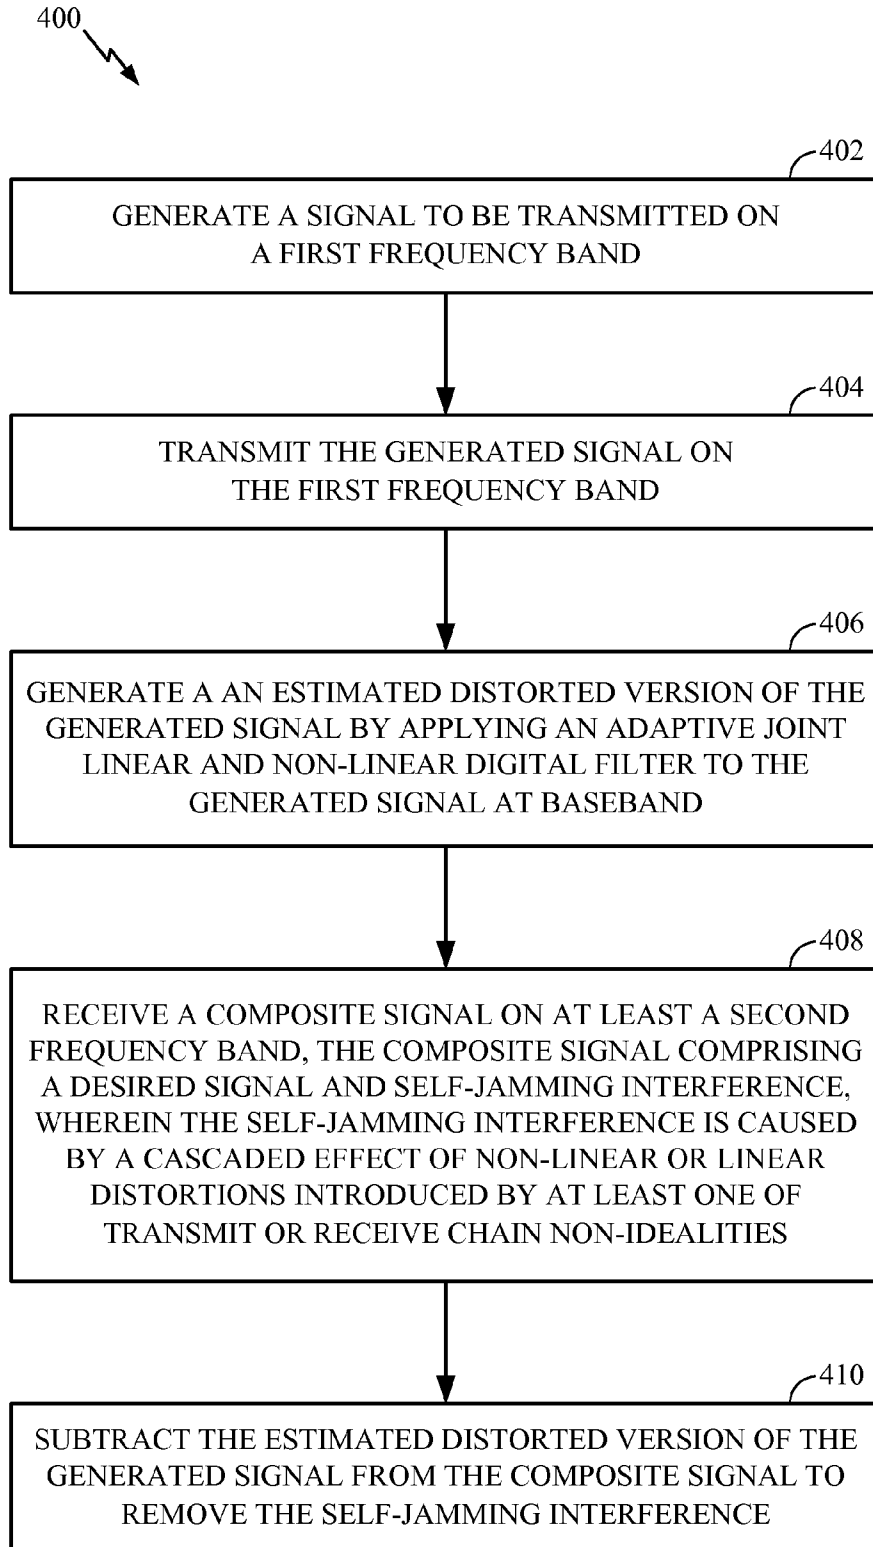 400
402
GENERATE A SIGNAL TO BE TRANSMITTED ON
A FIRST FREQUENCY BAND
404
TRANSMIT THE GENERATED SIGNAL ON
THE FIRST FREQUENCY BAND
406
GENERATE A AN ESTIMATED DISTORTED VERSION OF THE
GENERATED SIGNAL BY APPLYING AN ADAPTIVE JOINT
LINEAR AND NON-LINEAR DIGITAL FILTER TO THE
GENERATED SIGNAL AT BASEBAND
408
RECEIVE A COMPOSITE SIGNAL ON AT LEAST A SECOND
FREQUENCY BAND, THE COMPOSITE SIGNAL COMPRISING
A DESIRED SIGNAL AND SELF-JAMMING INTERFERENCE,
WHEREIN THE SELF-JAMMING INTERFERENCE IS CAUSED
BY A CASCADED EFFECT OF NON-LINEAR OR LINEAR
DISTORTIONS INTRODUCED BY AT LEAST ONE OF
TRANSMIT OR RECEIVE CHAIN NON-IDEALITIES
410
SUBTRACT THE ESTIMATED DISTORTED VERSION OF THE
GENERATED SIGNAL FROM THE COMPOSITE SIGNAL TO
REMOVE THE SELF-JAMMING INTERFERENCE